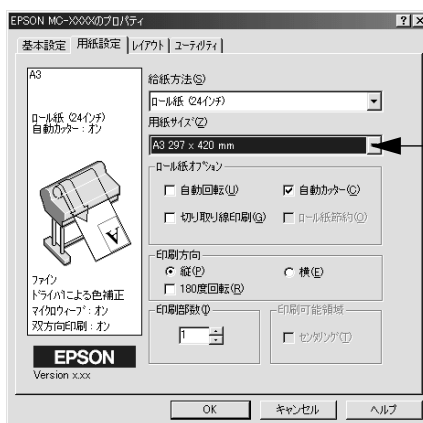 EPSON MC-XXXXのプロパティ
? ×
基本設定 用紙設定 レイアウト ユーティリティ
A3
ロール紙 (24インチ)
自動カッター : オン
ファイン
ドライバによる色補正
マイクロウィーブ : オン
双方向印刷 : オン
EPSON
Version x.xx
給紙方法(S)
ロール紙 (24インチ)
用紙サイズ(Z)
A3 297 x 420 mm
ロール紙オプション
自動回転(U) 自動カッター(C)
切り取り線印刷(G) ロール紙節約(O)
印刷方向
縦(P) 横(E)
180度回転(R)
印刷部数(I)
1
印刷可能領域
センタリング(T)
OK キャンセル ヘルプ